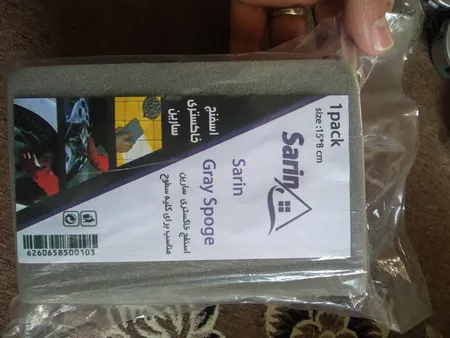 1pack
size :15*8 cm
Sarin
Sarin
Gray Spoge
اسفنج خاکستری سارین
مناسب برای کلیه سطوح
اسفنج
خاکستری
سارین
6260658500103